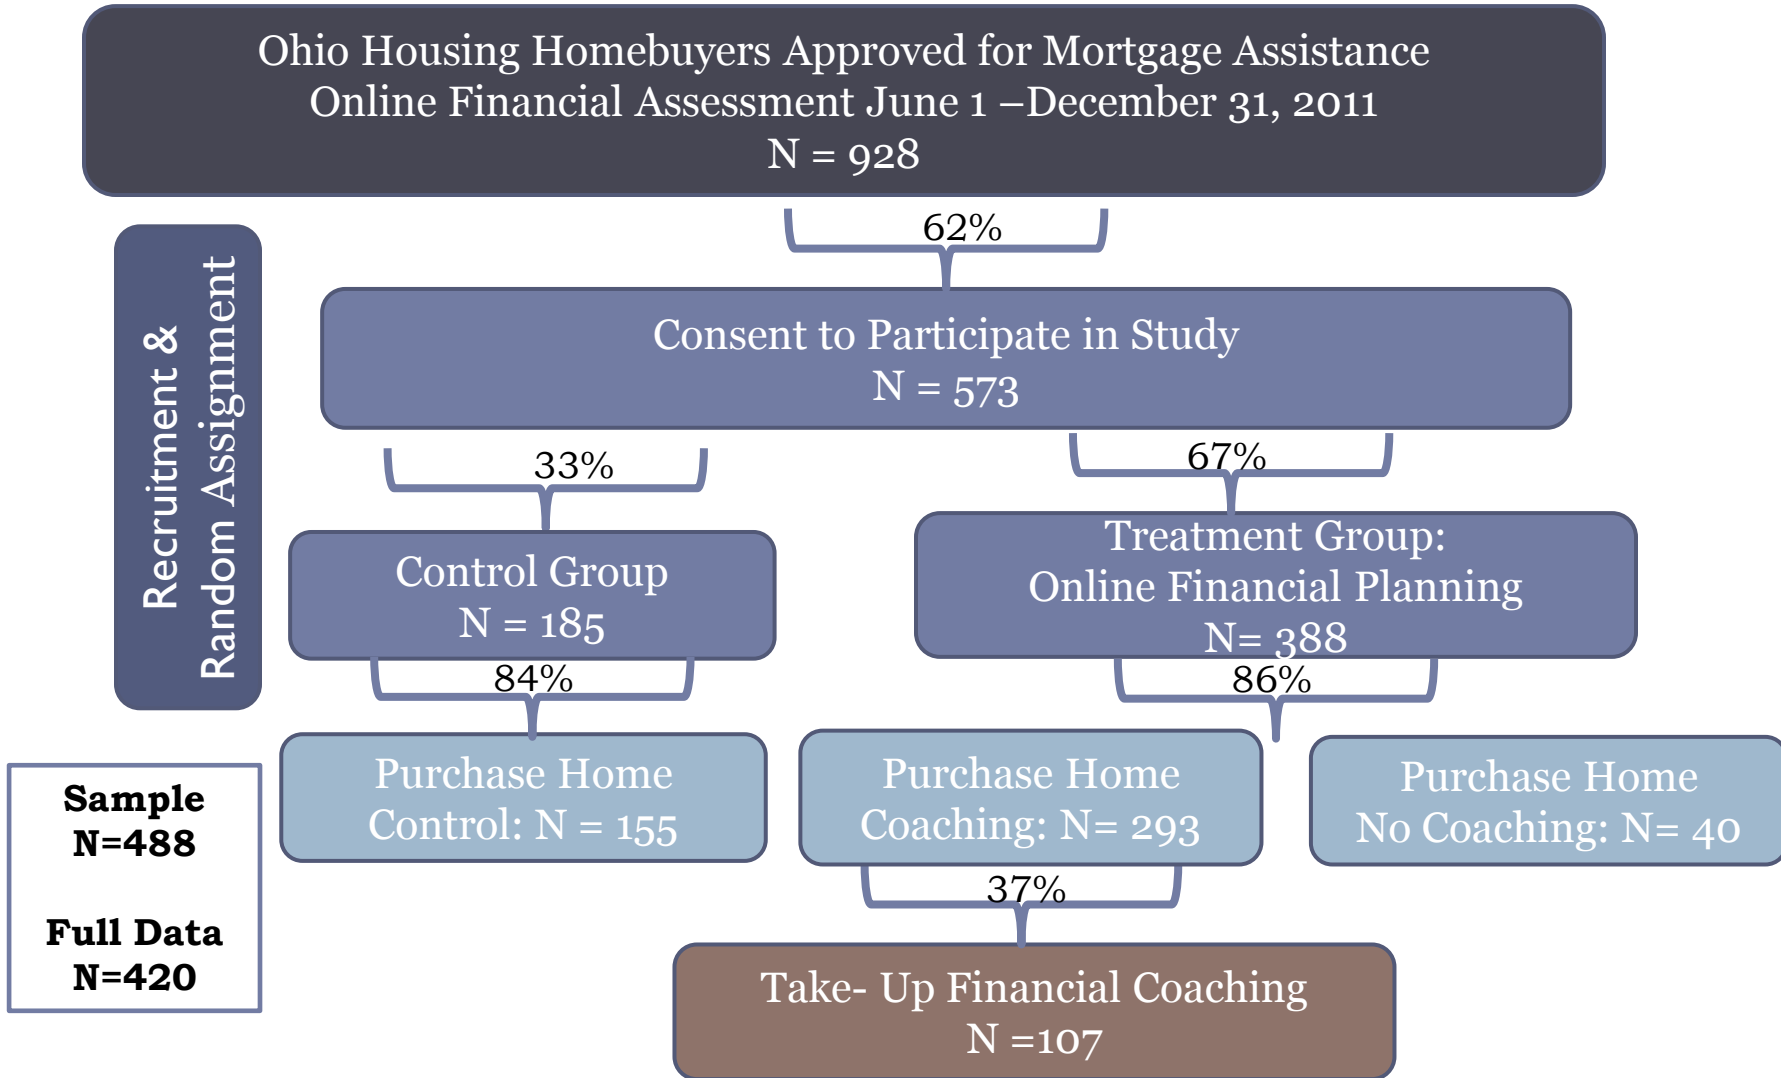 Ohio Housing Homebuyers Approved for Mortgage Assistance
Online Financial Assessment June 1 –December 31, 2011
N = 928
62%
Recruitment &
Random Assignment
Consent to Participate in Study
N = 573
33%
67%
Control Group
N = 185
Treatment Group:
Online Financial Planning
N= 388
84%
86%
Purchase Home
Control: N = 155
Purchase Home
Coaching: N= 293
Purchase Home
No Coaching: N= 40
Sample
N=488
Full Data
N=420
37%
Take- Up Financial Coaching
N =107